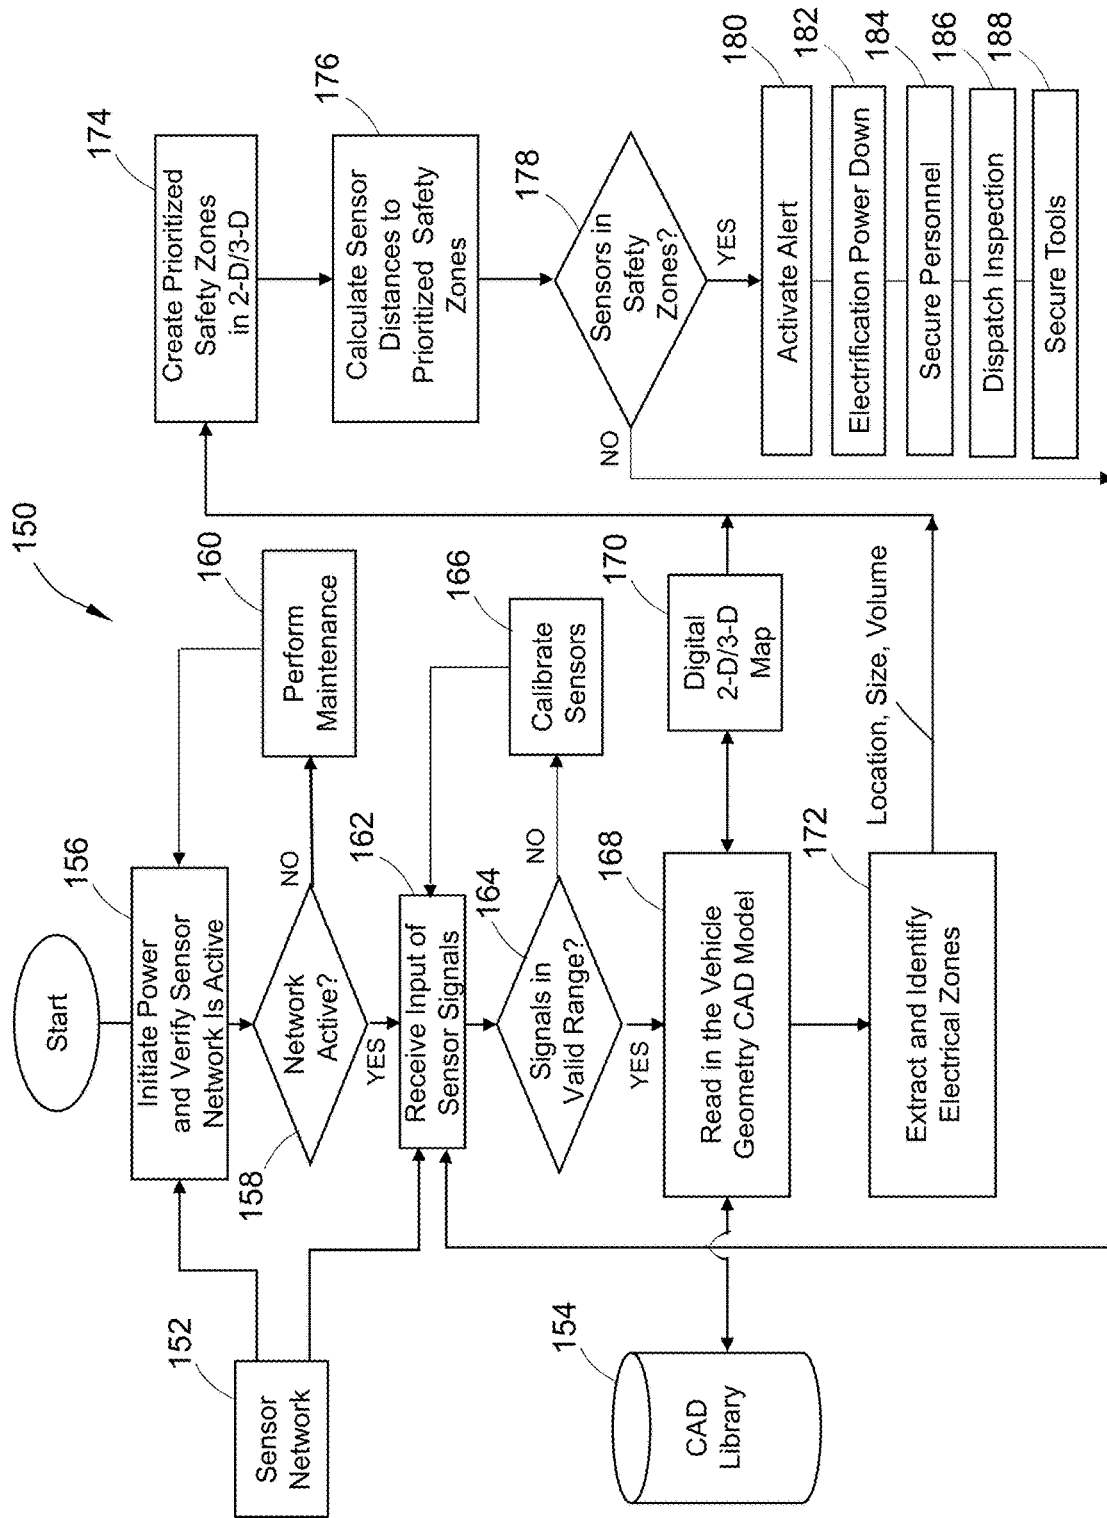 150
Start
152
Sensor
Network
156
Initiate Power
and Verify Sensor
Network Is Active
158
Network
Active?
NO
YES
160
Perform
Maintenance
162
Receive Input of
Sensor Signals
164
Signals in
Valid Range?
NO
YES
166
Calibrate
Sensors
154
CAD
Library
168
Read in the Vehicle
Geometry CAD Model
170
Digital
2-D/3-D
Map
172
Extract and Identify
Electrical Zones
Location, Size, Volume
174
Create Prioritized
Safety Zones
in 2-D/3-D
176
Calculate Sensor
Distances to
Prioritized Safety
Zones
178
Sensors in
Safety
Zones?
NO
YES
180
Activate Alert
182
Electrification Power Down
184
Secure Personnel
186
Dispatch Inspection
188
Secure Tools